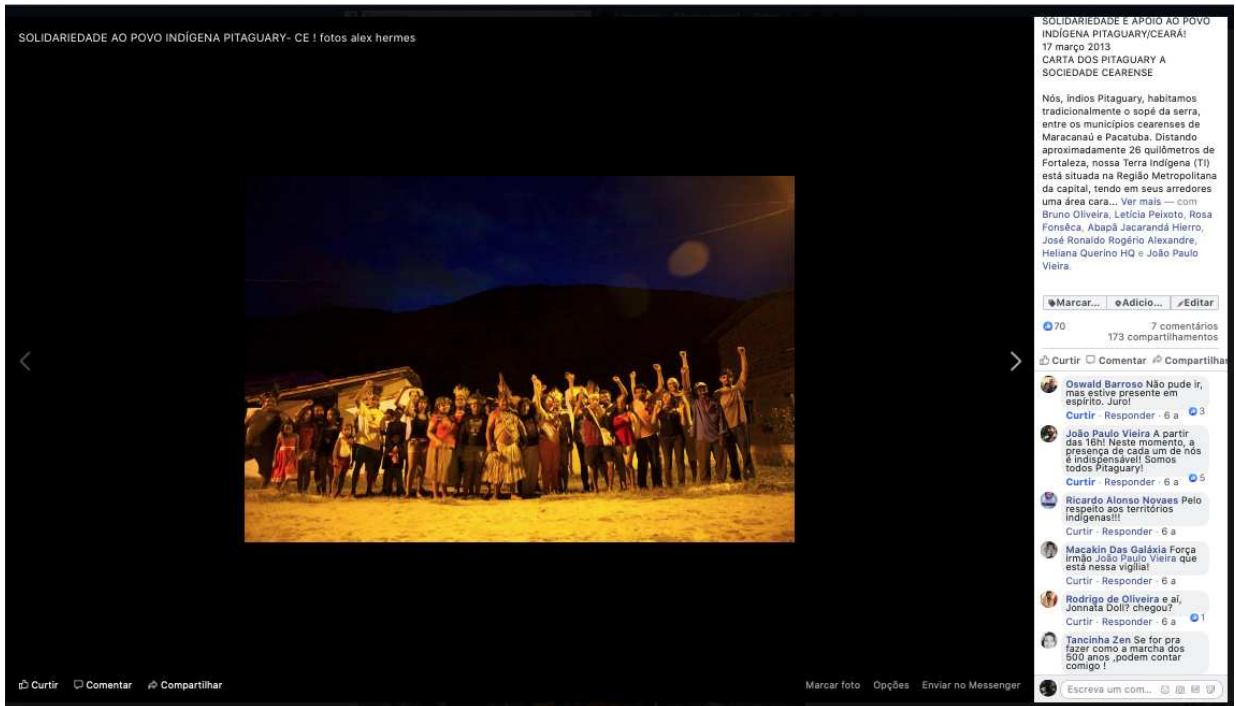 SOLIDARIEDADE AO POVO INDÍGENA PITAGUARY- CE ! fotos alex hermes
SOLIDARIEDADE E APOIO AO POVO
INDÍGENA PITAGUARY/CEARÁ!
17 março 2013
CARTA DOS PITAGUARY A
SOCIEDADE CEARENSE
Nós, índios Pitaguary, habitamos
tradicionalmente o sopé da serra,
entre os municípios cearenses de
Maracanaú e Pacatuba. Distando
aproximadamente 26 quilômetros de
Fortaleza, nossa Terra Indígena (TI)
está situada na Região Metropolitana
da capital, tendo em seus arredores
uma área cara... Ver mais — com
Bruno Oliveira, Letícia Peixoto, Rosa
Fonsêca, Abapã Jacarandá Hierro,
José Ronaldo Rogério Alexandre,
Heliana Querino HQ e João Paulo
Vieira.
Marcar... Adicio... Editar
70 7 comentários
173 compartilhamentos
Curtir Comentar Compartilhar
Oswald Barroso Não pude ir,
mas estive presente em
espírito. Juro!
Curtir · Responder · 6 a 3
João Paulo Vieira A partir
das 16h! Neste momento, a
presença de cada um de nós
é indispensável! Somos
todos Pitaguary!
Curtir · Responder · 6 a 5
Ricardo Alonso Novaes Pelo
respeito aos territórios
indígenas!!!
Curtir · Responder · 6 a
Macakin Das Galáxia Força
irmão João Paulo Vieira que
está nessa vigília!
Curtir · Responder · 6 a
Rodrigo de Oliveira e aí,
Jonnata Doll? chegou?
Curtir · Responder · 6 a 1
Tancinha Zen Se for pra
fazer como a marcha dos
500 anos ,podem contar
comigo !
Escreva um com...
Curtir Comentar Compartilhar
Marcar foto Opções Enviar no Messenger